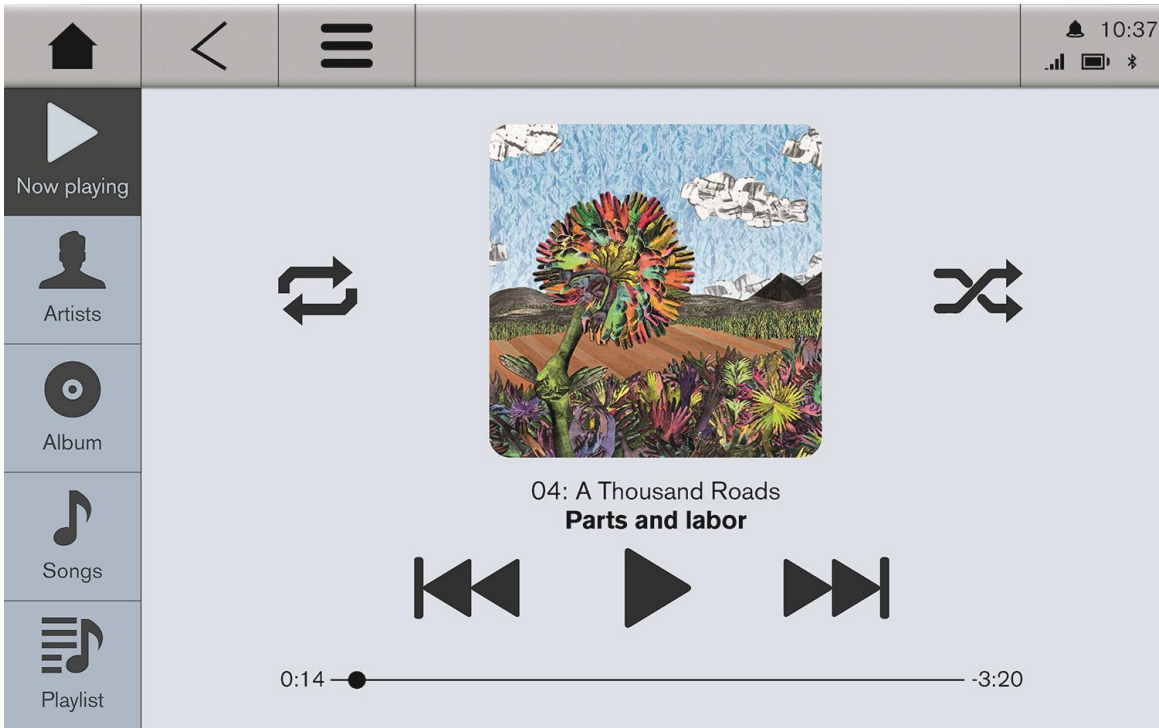 10:37
Now playing
Artists
Album
Songs
Playlist
04: A Thousand Roads
Parts and labor
0:14
-3:20